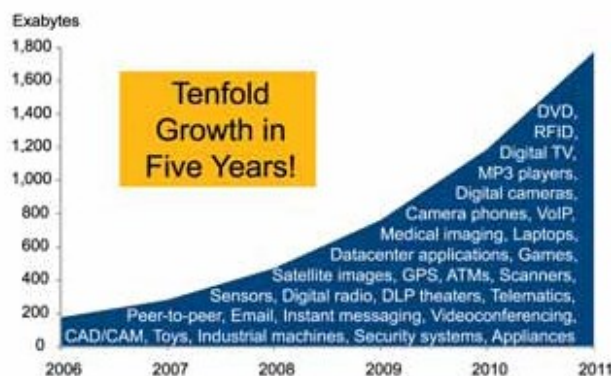 Exabytes
1,800
1,600
1,400
1,200
1,000
800
600
400
200
0
Tenfold
Growth in
Five Years!
DVD,
RFID,
Digital TV,
MP3 players,
Digital cameras,
Camera phones, VoIP,
Medical imaging, Laptops,
Datacenter applications, Games,
Satellite images, GPS, ATMs, Scanners,
Sensors, Digital radio, DLP theaters, Telematics,
Peer-to-peer, Email, Instant messaging, Videoconferencing,
CAD/CAM, Toys, Industrial machines, Security systems, Appliances
2006 2007 2008 2009 2010 2011